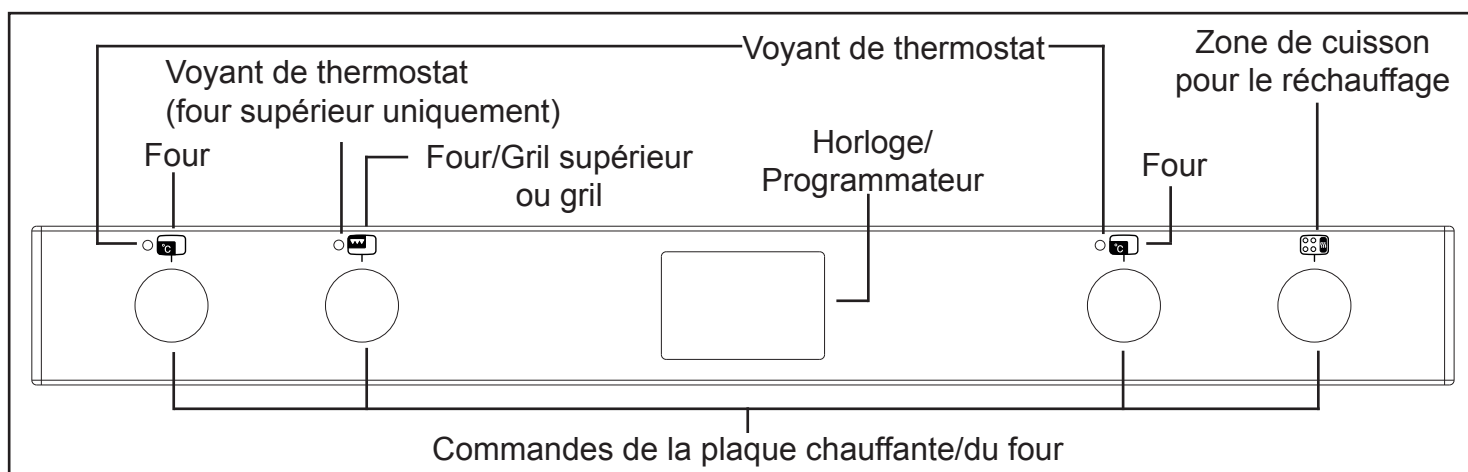 Voyant de thermostat
Zone de cuisson
pour le réchauffage
Voyant de thermostat
(four supérieur uniquement)
Four
Four/Gril supérieur
ou gril
Horloge/
Programmateur
Four
°C
°C
Commandes de la plaque chauffante/du four